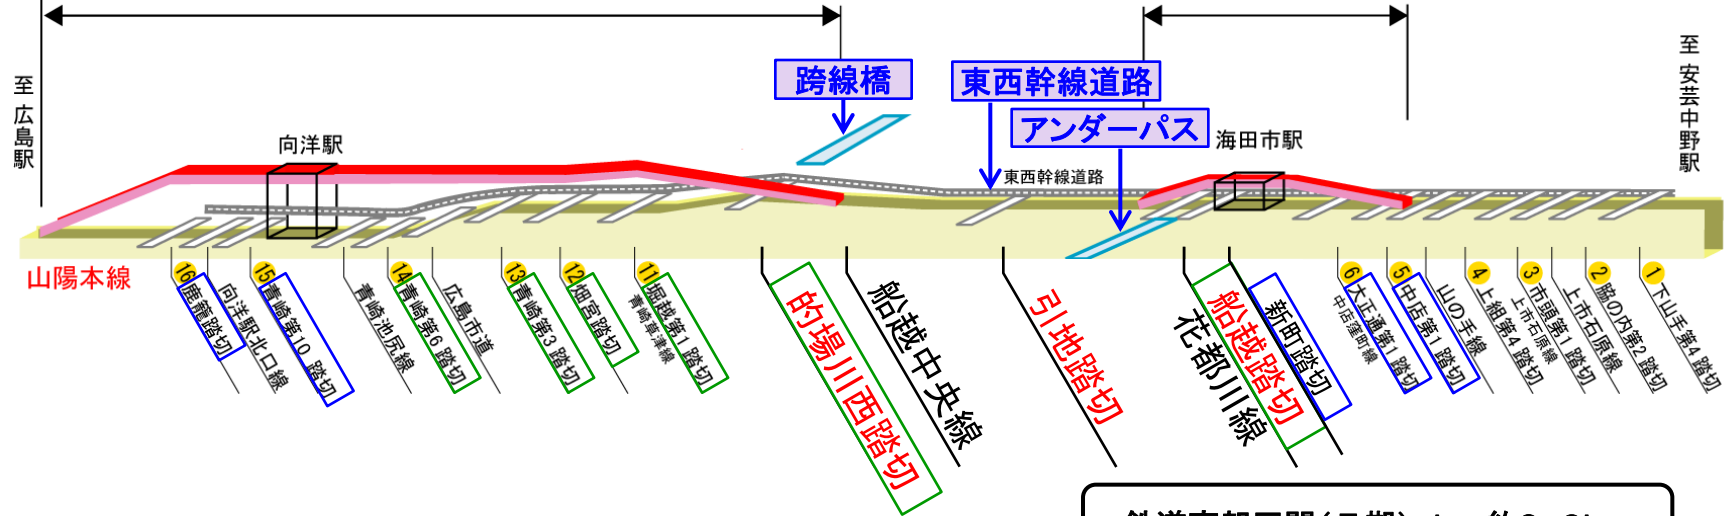 至 広島駅
向洋駅
跨線橋
東西幹線道路
アンダーパス
東西幹線道路
海田市駅
至 安芸中野駅
山陽本線
16 鹿籠踏切
向洋駅北口線
15 青崎第10 踏切
青崎池尻線
14 青崎第6 踏切
広島市道
13 青崎第3 踏切
12 畑宮踏切
11 堀越第1 踏切
青崎草津線
的場川西踏切
船越中央線
引地踏切
花都川線
船越踏切
新町踏切
6 大正通第1 踏切
中店窪町線
5 中店第1 踏切
山の手線
4 上組第4 踏切
3 市頭第1 踏切
上市石原線
上市石原線
2 脇の内第2 踏切
1 下山手第4 踏切